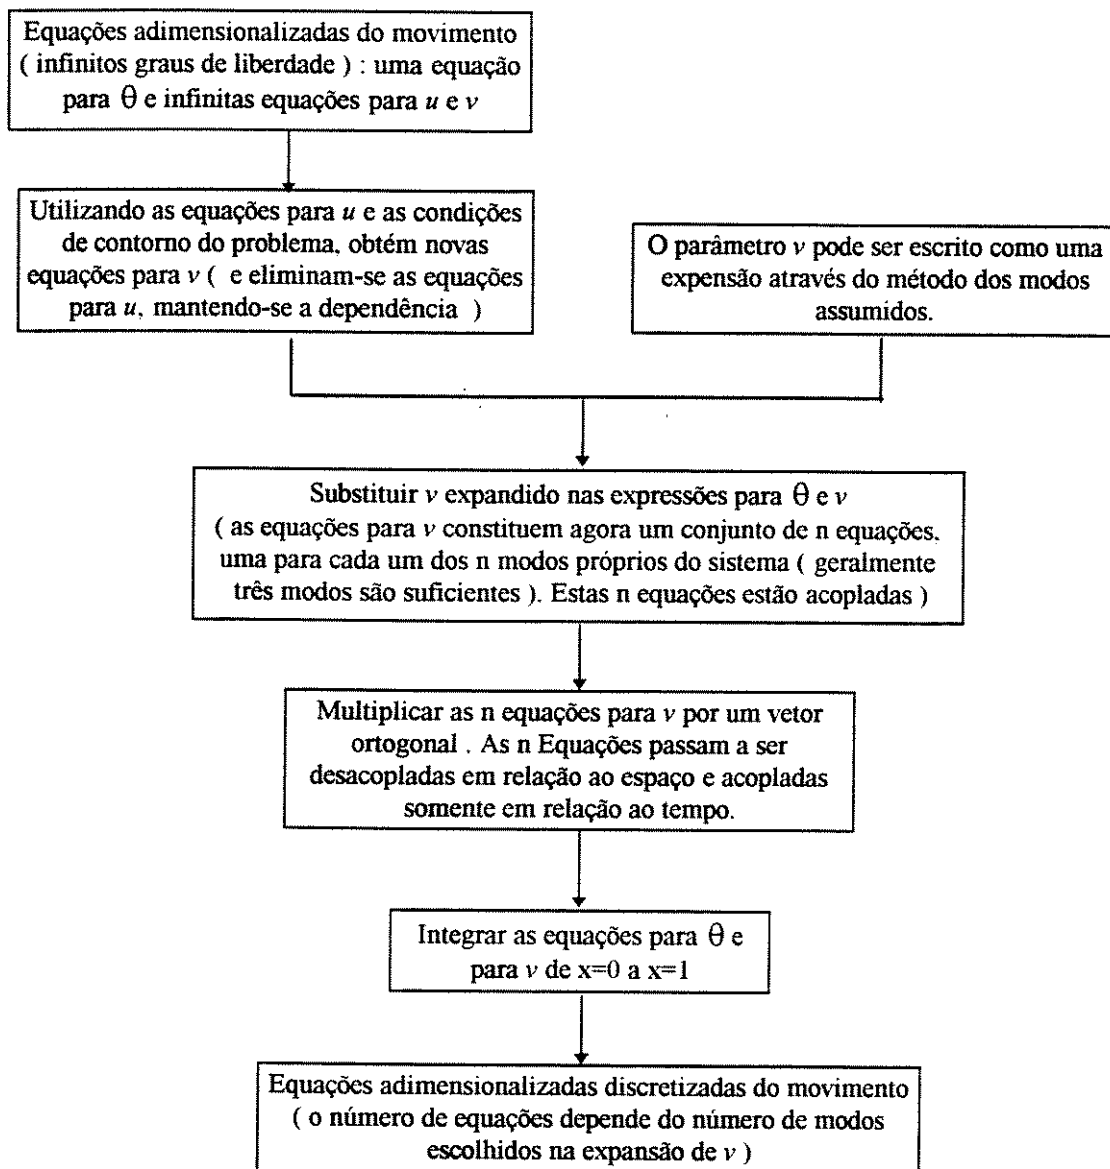 Equações adimensionalizadas do movimento
( infinitos graus de liberdade ) : uma equação
para θ e infinitas equações para u e v
Utilizando as equações para u e as condições
de contorno do problema, obtém novas
equações para v ( e eliminam-se as equações
para u, mantendo-se a dependência )
O parâmetro v pode ser escrito como uma
expensão através do método dos modos
assumidos.
Substituir v expandido nas expressões para θ e v
( as equações para v constituem agora um conjunto de n equações,
uma para cada um dos n modos próprios do sistema ( geralmente
três modos são suficientes ). Estas n equações estão acopladas )
Multiplicar as n equações para v por um vetor
ortogonal . As n Equações passam a ser
desacopladas em relação ao espaço e acopladas
somente em relação ao tempo.
Integrar as equações para θ e
para v de x=0 a x=1
Equações adimensionalizadas discretizadas do movimento
( o número de equações depende do número de modos
escolhidos na expansão de v )